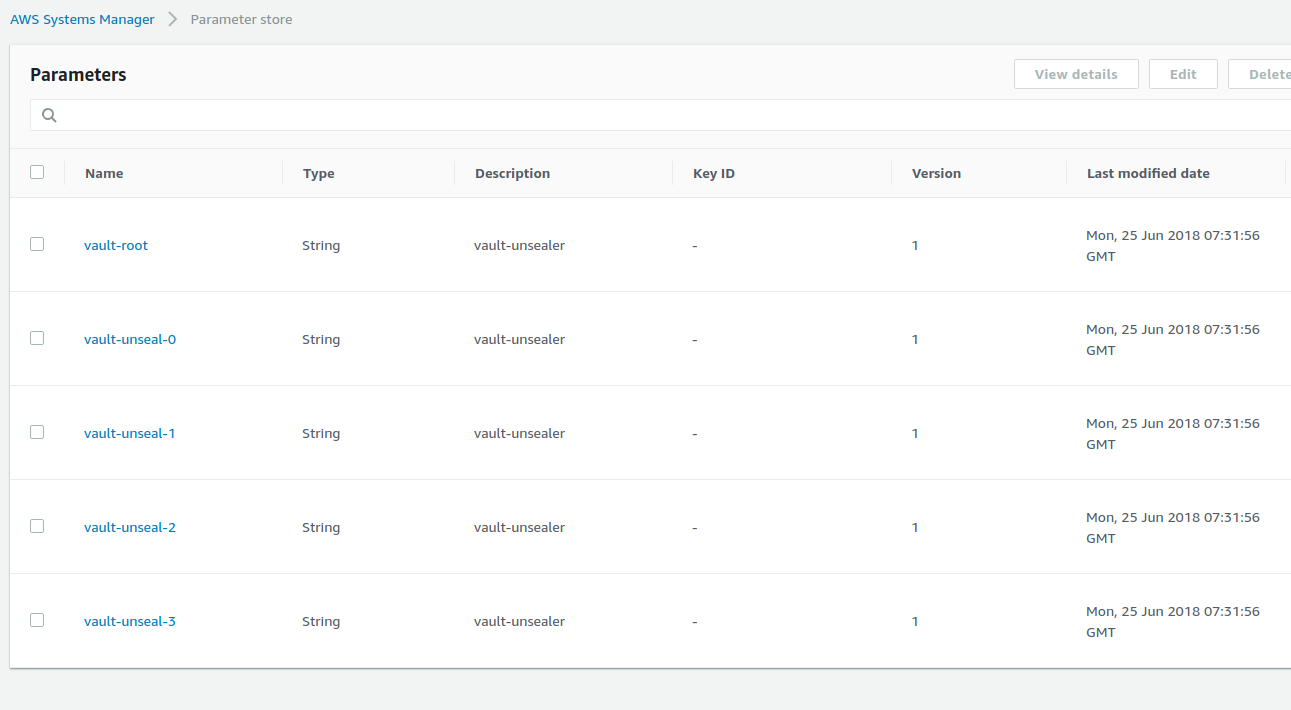 AWS Systems Manager > Parameter store
Parameters
View details Edit Delete
Name Type Description Key ID Version Last modified date
vault-root String vault-unsealer - 1 Mon, 25 Jun 2018 07:31:56
GMT
vault-unseal-0 String vault-unsealer - 1 Mon, 25 Jun 2018 07:31:56
GMT
vault-unseal-1 String vault-unsealer - 1 Mon, 25 Jun 2018 07:31:56
GMT
vault-unseal-2 String vault-unsealer - 1 Mon, 25 Jun 2018 07:31:56
GMT
vault-unseal-3 String vault-unsealer - 1 Mon, 25 Jun 2018 07:31:56
GMT